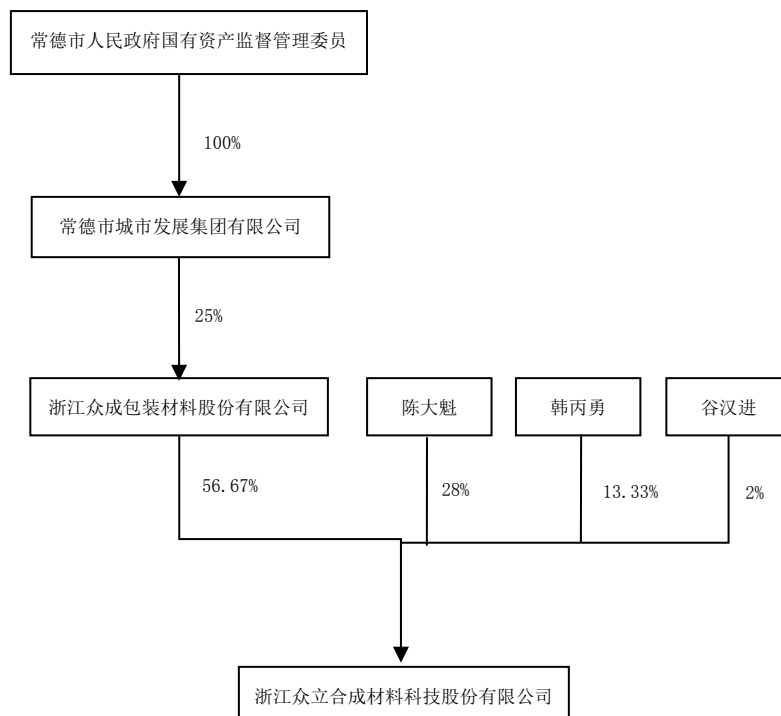 常德市人民政府国有资产监督管理委员
100%
常德市城市发展集团有限公司
25%
浙江众成包装材料股份有限公司
陈大魁
韩丙勇
谷汉进
56.67%
28%
13.33%
2%
浙江众立合成材料科技股份有限公司